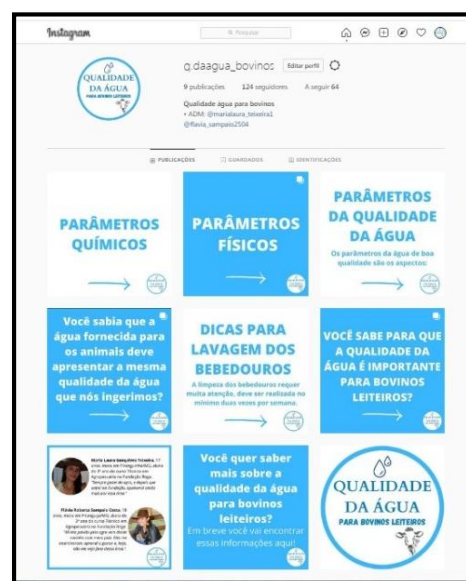 Instagram
Pesquisar
QUALIDADE
DA ÁGUA
PARA BOVINOS LEITEIROS
q.daagua_bovinos Editar perfil
9 publicações 124 seguidores A seguir 64
Qualidade água para bovinos
• ADM: @marialaura_teixeira1
@flavia_sampaio2504
PUBLICAÇÕES GUARDADOS IDENTIFICAÇÕES
PARÂMETROS
QUÍMICOS
PARÂMETROS
FÍSICOS
PARÂMETROS
DA QUALIDADE
DA ÁGUA
Os parâmetros da água de boa
qualidade são os aspectos:
Você sabia que a
água fornecida para
os animais deve
apresentar a mesma
qualidade da água
que nós ingerimos?
DICAS PARA
LAVAGEM DOS
BEBEDOUROS
A limpeza dos bebedouros requer
muita atenção, deve ser realizada no
mínimo duas vezes por semana.
VOCÊ SABE PARA QUE
A QUALIDADE DA
ÁGUA É IMPORTANTE
PARA BOVINOS
LEITEIROS?
Maria Laura Gonçalves Teixeira, 17
Flávia Roberta Sampaio
Você quer saber
mais sobre a
qualidade da água
para bovinos
leiteiros?
Em breve você vai encontrar
essas informações aqui!
QUALIDADE
DA ÁGUA
PARA BOVINOS LEITEIROS